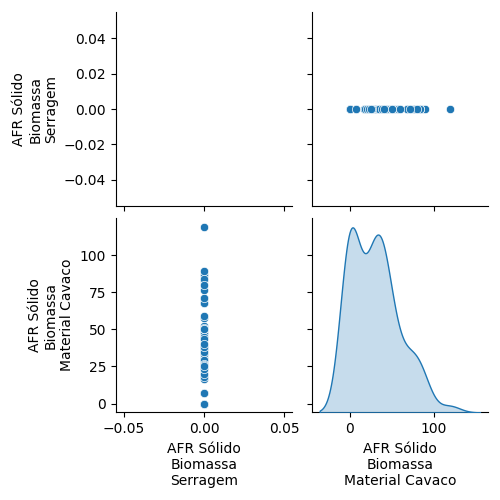 0.04
0.02
0.00
−0.02
−0.04
AFR Sólido
Biomassa
Serragem
100
75
50
25
0
AFR Sólido
Biomassa
Material Cavaco
−0.05 0.00 0.05
AFR Sólido
Biomassa
Serragem
0 100
AFR Sólido
Biomassa
Material Cavaco